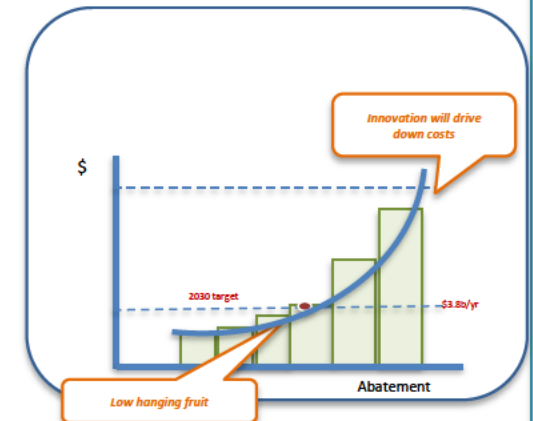 Innovation will drive
down costs
$
2030 target
$3.8b/yr
Abatement
Low hanging fruit